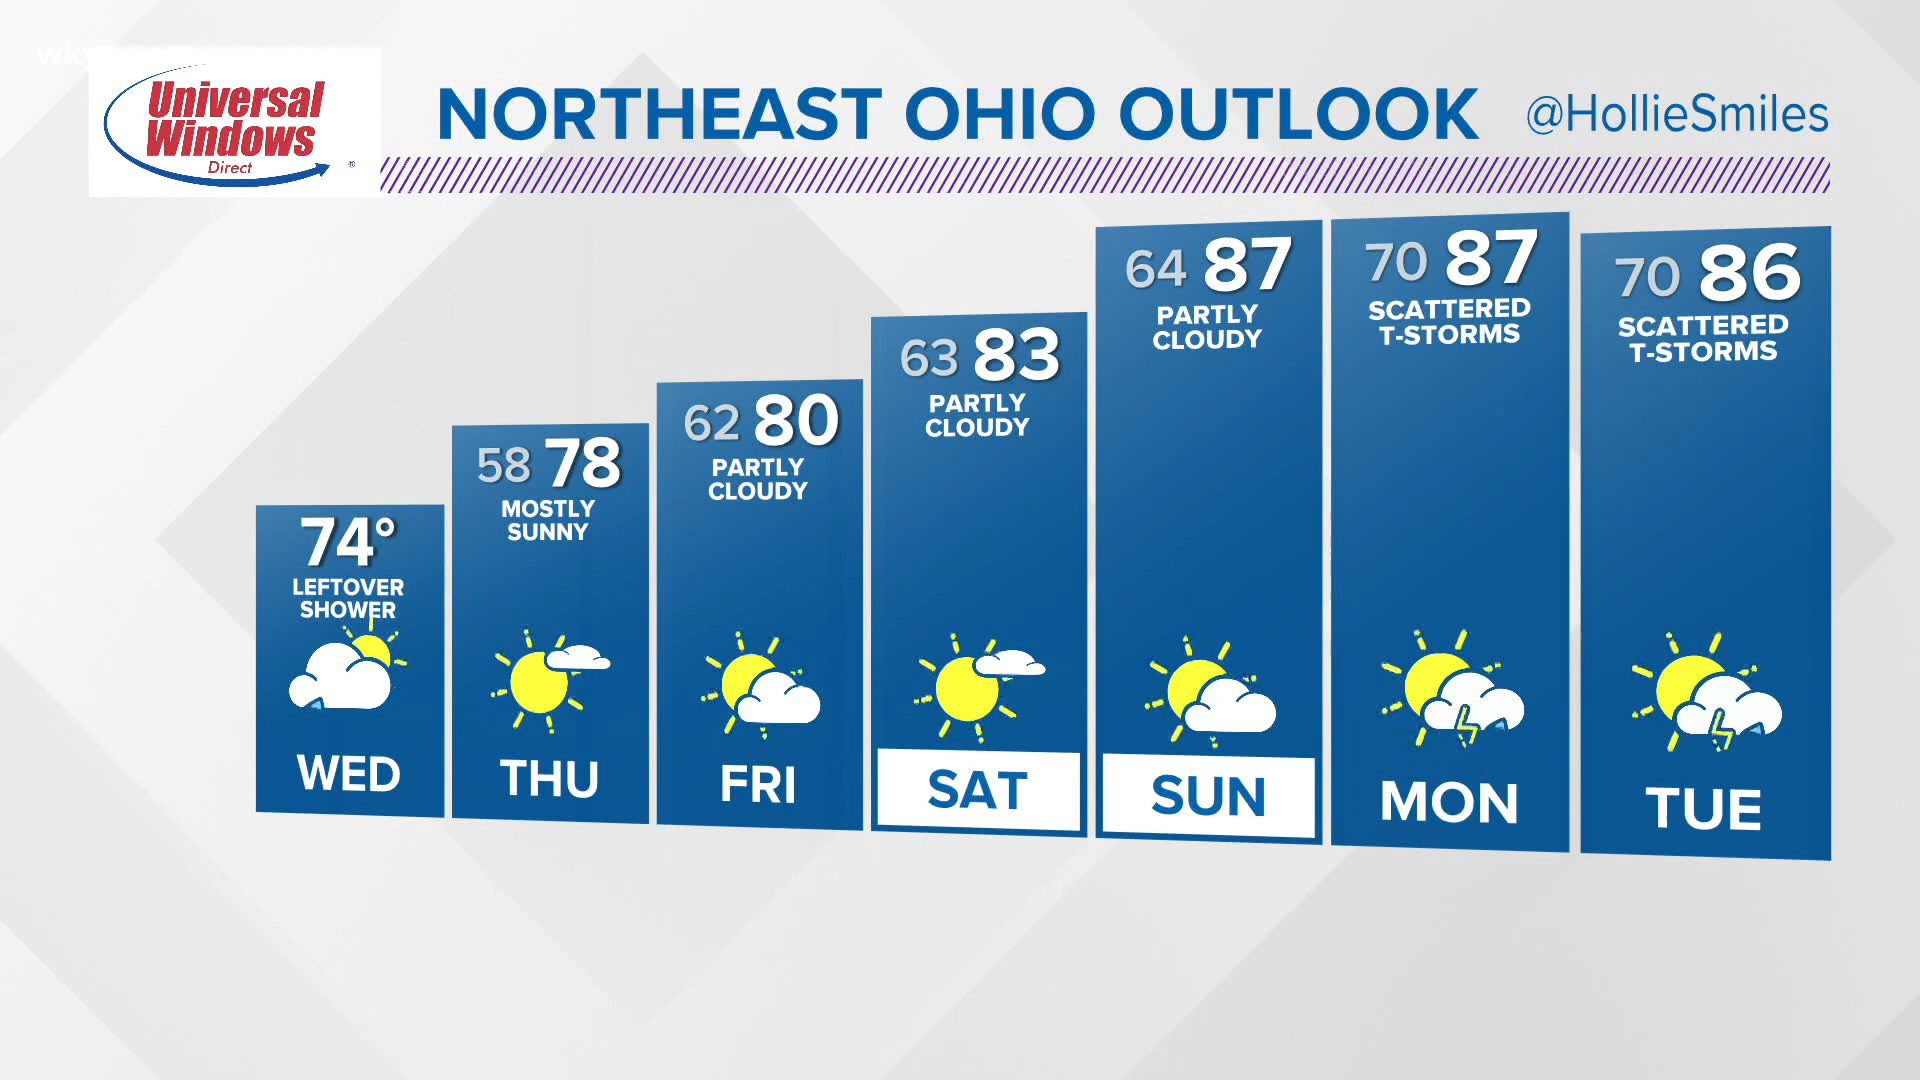 Universal
Windows
Direct
®
NORTHEAST OHIO OUTLOOK
@HollieSmiles
74°
LEFTOVER
SHOWER
WED
58 78
MOSTLY
SUNNY
THU
62 80
PARTLY
CLOUDY
FRI
63 83
PARTLY
CLOUDY
SAT
64 87
PARTLY
CLOUDY
SUN
70 87
SCATTERED
T-STORMS
MON
70 86
SCATTERED
T-STORMS
TUE